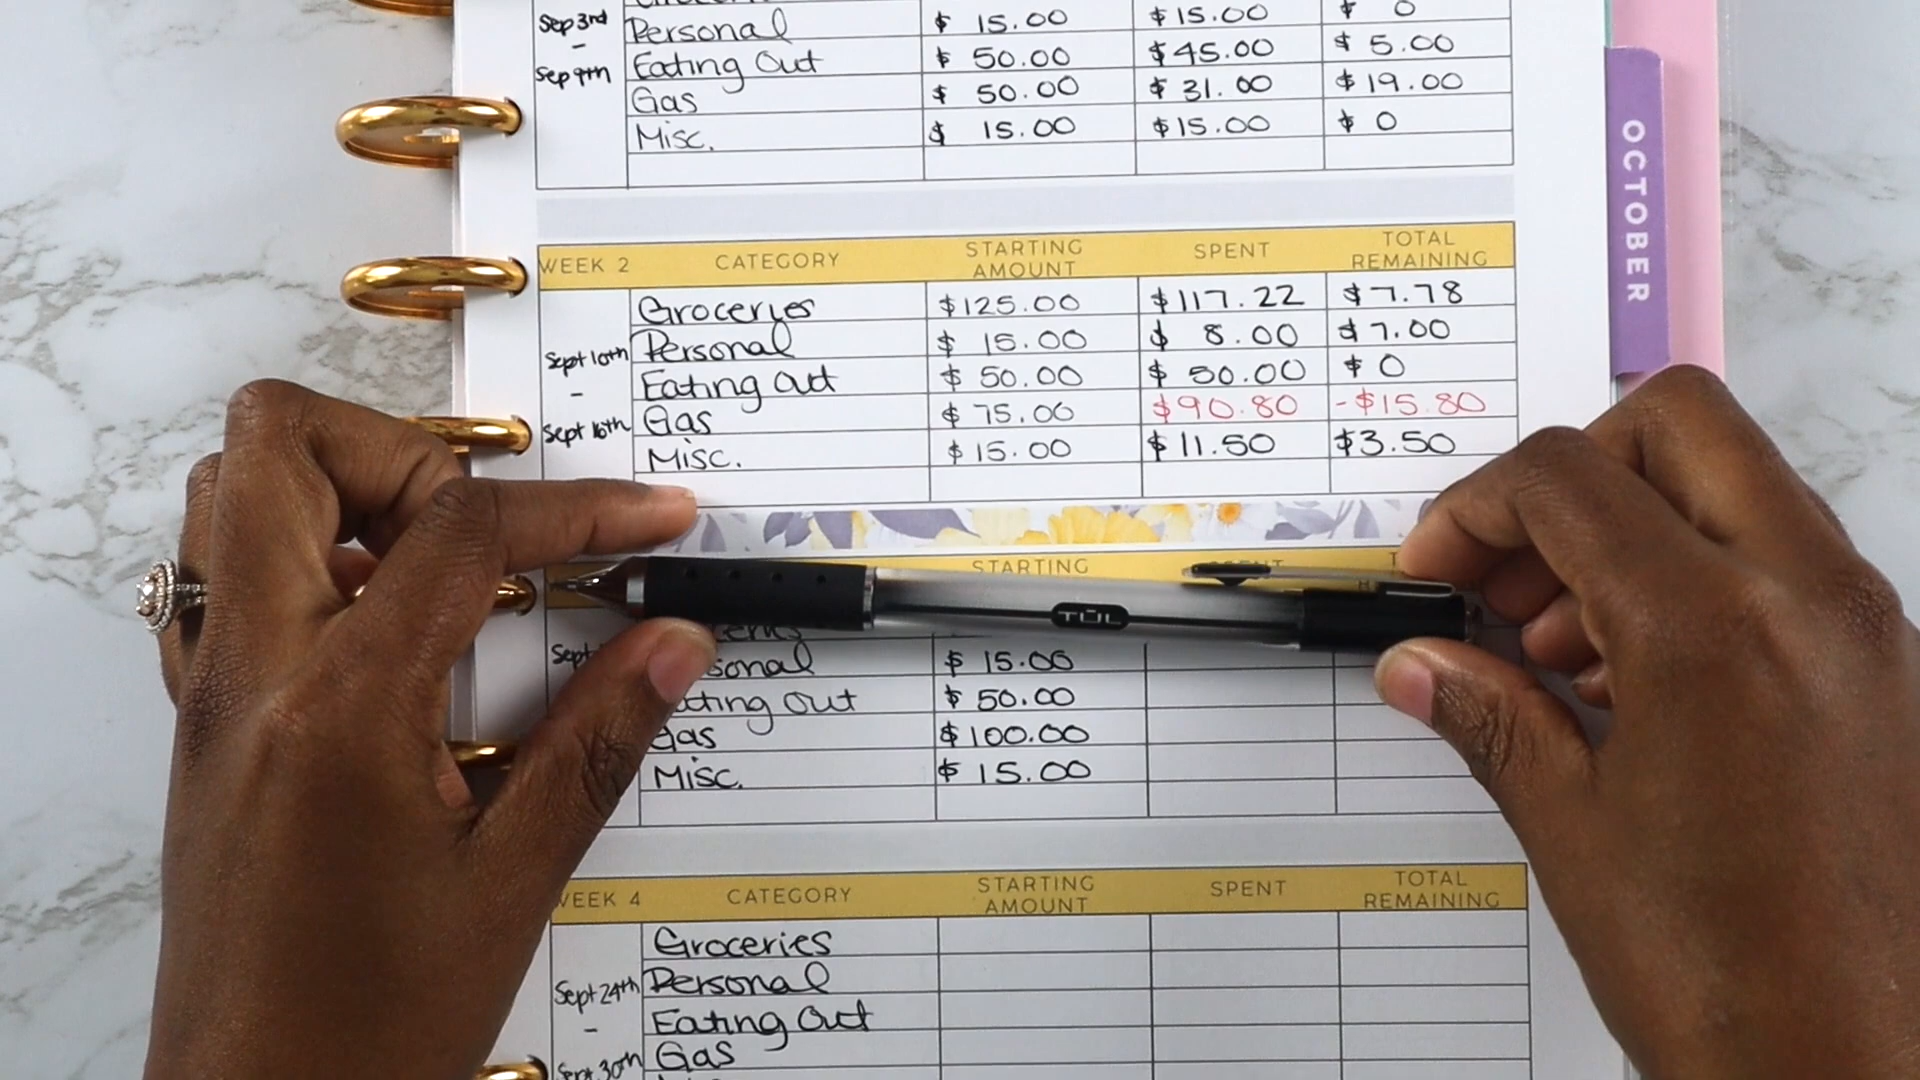 Sep 3rd - Sep 9th
Personal $ 15.00 $15.00 $ 0
Eating Out $ 50.00 $45.00 $ 5.00
Gas $ 50.00 $ 31.00 $ 19.00
Misc. $ 15.00 $15.00 $ 0
WEEK 2 CATEGORY STARTING AMOUNT SPENT TOTAL REMAINING
Sept 10th - Sept 16th
Groceries $125.00 $117.22 $7.78
Personal $ 15.00 $ 8.00 $7.00
Eating Out $ 50.00 $ 50.00 $ 0
Gas $ 75.00 $90.80 -$15.80
Misc. $15.00 $11.50 $3.50
STARTING
Sept
$ 15.00
Out $ 50.00
Gas $100.00
Misc. $ 15.00
WEEK 4 CATEGORY STARTING AMOUNT SPENT TOTAL REMAINING
Sept 24th - Sept 30th
Groceries
Personal
Eating Out
Gas
OCTOBER
TUL